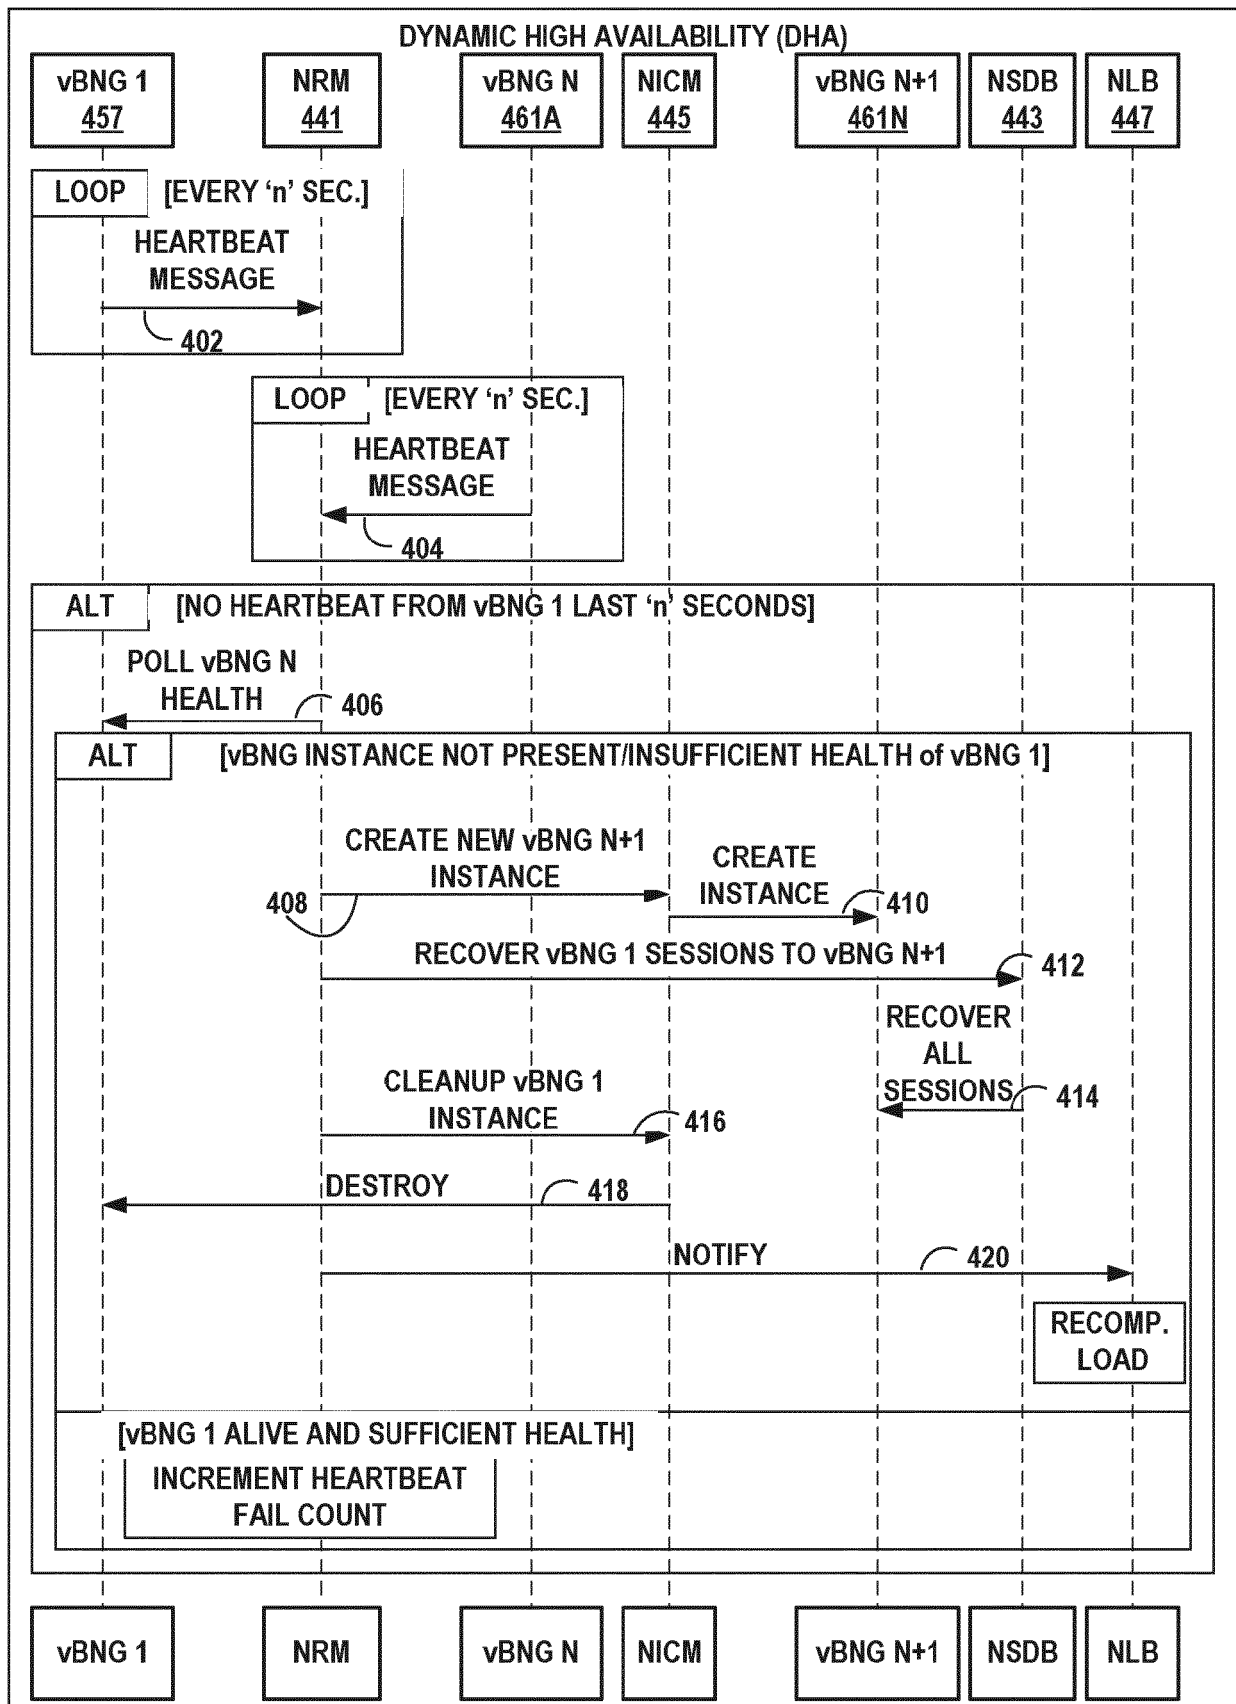 DYNAMIC HIGH AVAILABILITY (DHA)
vBNG 1
457
NRM
441
vBNG N
461A
NICM
445
vBNG N+1
461N
NSDB
443
NLB
447
LOOP [EVERY ‘n’ SEC.]
HEARTBEAT
MESSAGE
402
LOOP [EVERY ‘n’ SEC.]
HEARTBEAT
MESSAGE
404
ALT [NO HEARTBEAT FROM vBNG 1 LAST ‘n’ SECONDS]
POLL vBNG N
HEALTH
406
ALT [vBNG INSTANCE NOT PRESENT/INSUFFICIENT HEALTH of vBNG 1]
CREATE NEW vBNG N+1
INSTANCE
408
CREATE
INSTANCE
410
RECOVER vBNG 1 SESSIONS TO vBNG N+1
412
RECOVER
ALL
SESSIONS
414
CLEANUP vBNG 1
INSTANCE
416
DESTROY
418
NOTIFY
420
RECOMP.
LOAD
[vBNG 1 ALIVE AND SUFFICIENT HEALTH]
INCREMENT HEARTBEAT
FAIL COUNT
vBNG 1
NRM
vBNG N
NICM
vBNG N+1
NSDB
NLB